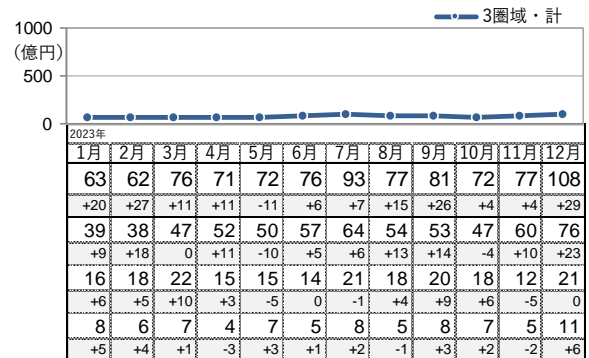 3圏域・計
1000
(億円)
500
0
2023年
1月 2月 3月 4月 5月 6月 7月 8月 9月 10月 11月 12月
63 62 76 71 72 76 93 77 81 72 77 108
+20 +27 +11 +11 -11 +6 +7 +15 +26 +4 +4 +29
39 38 47 52 50 57 64 54 53 47 60 76
+9 +18 0 +11 -10 +5 +6 +13 +14 -4 +10 +23
16 18 22 15 15 14 21 18 20 18 12 21
+6 +5 +10 +3 -5 0 -1 +4 +9 +6 -5 0
8 6 7 4 7 5 8 5 8 7 5 11
+5 +4 +1 -3 +3 +1 +2 -1 +3 +2 -2 +6